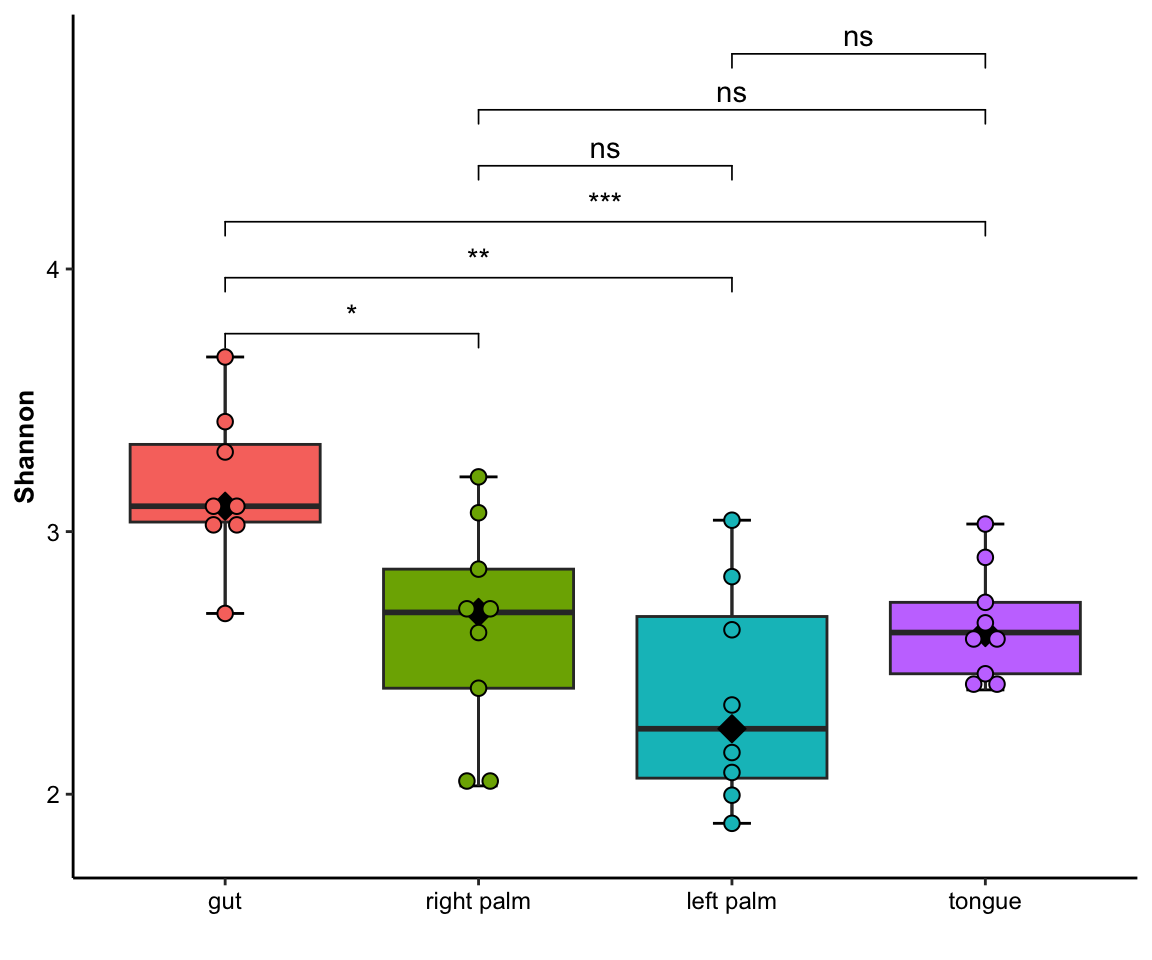 ns
ns
ns
***
**
*
4
3
2
Shannon
gut
right palm
left palm
tongue